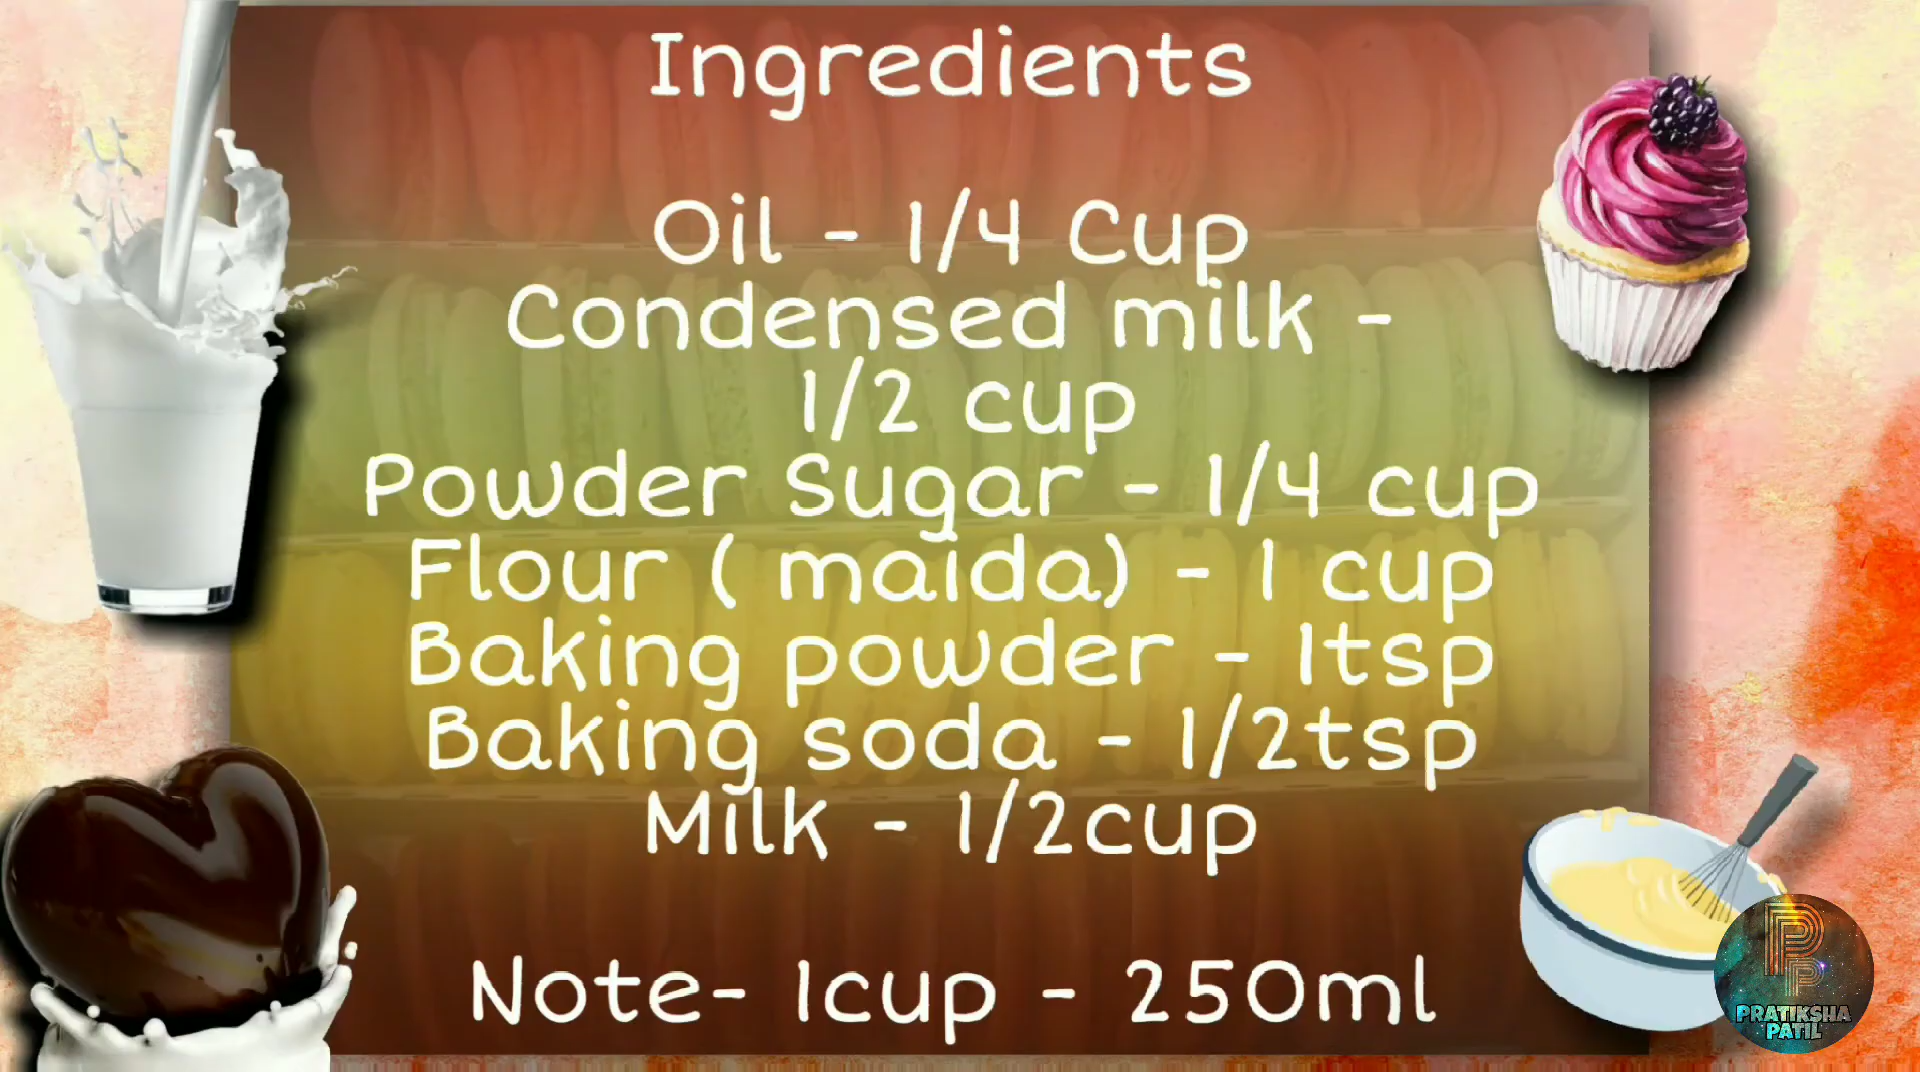 Ingredients
Oil - 1/4 Cup
Condensed milk -
1/2 cup
Powder Sugar - 1/4 cup
Flour ( maida) - 1 cup
Baking powder - 1tsp
Baking soda - 1/2tsp
Milk - 1/2cup
Note- 1cup - 250ml
PP
PRATIKSHA
PATIL